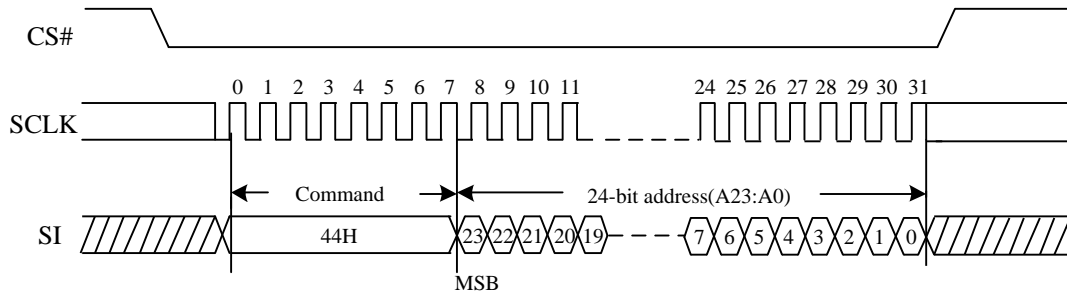 CS#
0 1 2 3 4 5 6 7 8 9 10 11 24 25 26 27 28 29 30 31
SCLK
Command 24-bit address(A23:A0)
SI 44H 23 22 21 20 19 7 6 5 4 3 2 1 0
MSB